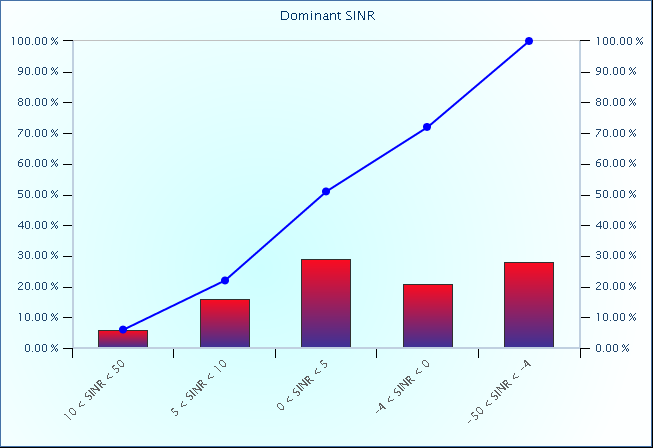 Dominant SINR
100.00 % 100.00 %
90.00 % 90.00 %
80.00 % 80.00 %
70.00 % 70.00 %
60.00 % 60.00 %
50.00 % 50.00 %
40.00 % 40.00 %
30.00 % 30.00 %
20.00 % 20.00 %
10.00 % 10.00 %
0.00 % 0.00 %
10 < SINR < 50
5 < SINR < 10
0 < SINR < 5
-4 < SINR < 0
-50 < SINR < -4